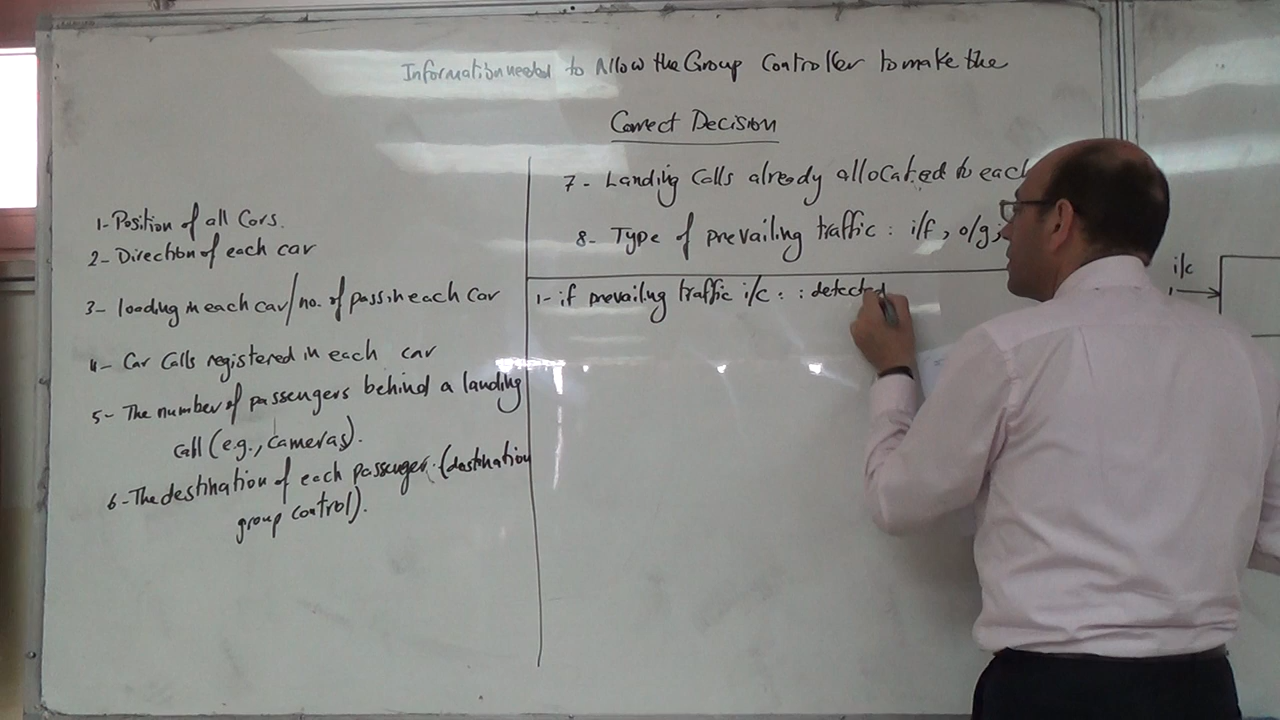 Information needed to Allow the Group Controller to make the
Correct Decision
1- Position of all Cars.
2- Direction of each car
3- loading in each car/no. of pass. in each car
4- Car Calls registered in each car
5- The number of passengers behind a landing
call (e.g., cameras).
6- The destination of each passenger. (destination
group control).
7- Landing Calls already allocated to each
8- Type of prevailing traffic : i/f, o/g,
1- if prevailing traffic i/c : : detected
i/c